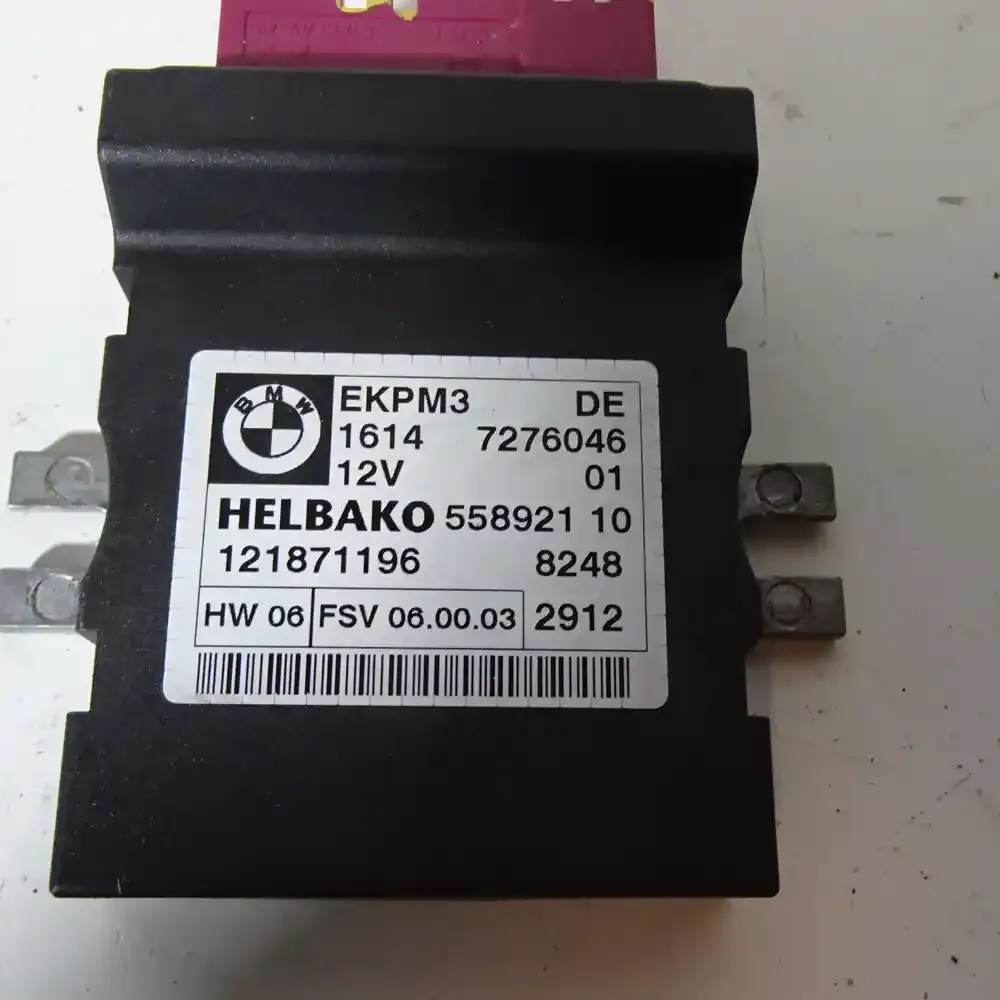 BMW
EKPM3 DE
1614 7276046
12V 01
HELBAKO 558921 10
121871196 8248
HW 06 FSV 06.00.03 2912